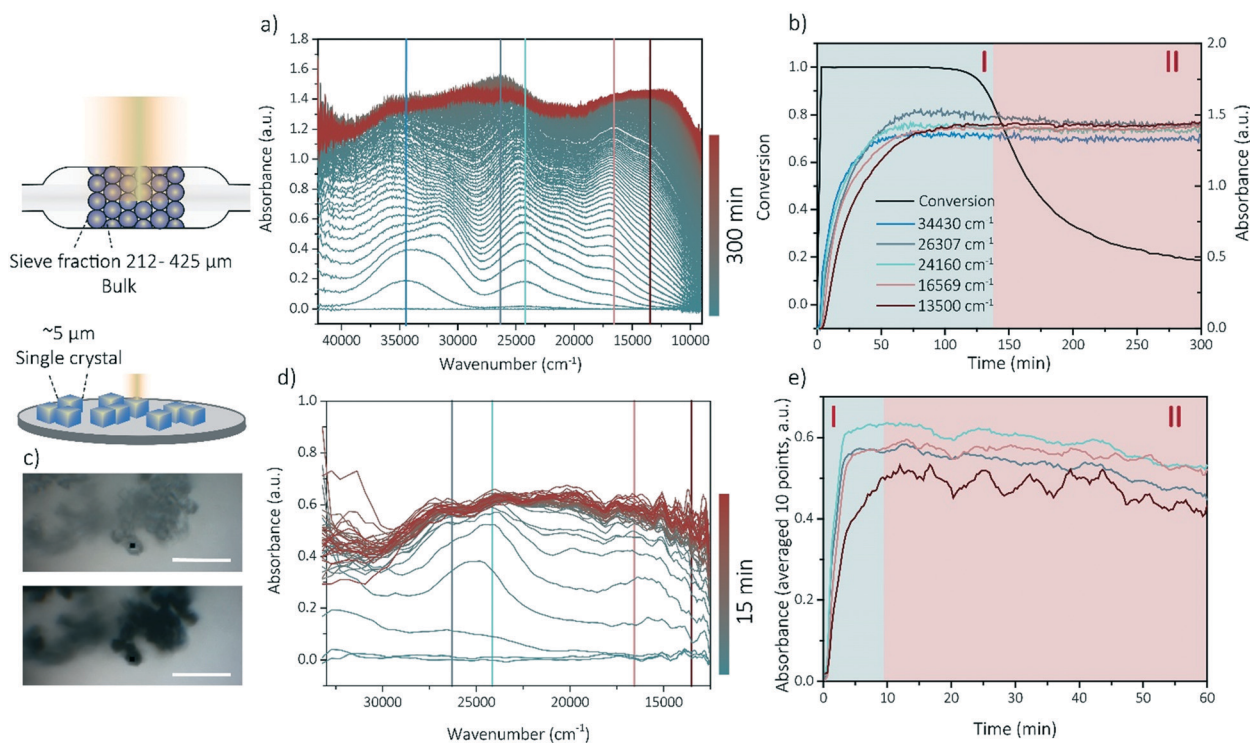 a)
1.8
1.6
1.4
1.2
1.0
0.8
0.6
0.4
0.2
0.0
Absorbance (a.u.)
40000 35000 30000 25000 20000 15000 10000
Wavenumber (cm⁻¹)
300 min
Sieve fraction 212- 425 µm
Bulk
b)
I II
1.0
0.8
0.6
0.4
0.2
0.0
Conversion
2.0
1.5
1.0
0.5
0.0
Absorbance (a.u.)
Conversion
34430 cm⁻¹
26307 cm⁻¹
24160 cm⁻¹
16569 cm⁻¹
13500 cm⁻¹
0 50 100 150 200 250 300
Time (min)
~5 µm
Single crystal
c)
d)
1.0
0.8
0.6
0.4
0.2
0.0
Absorbance (a.u.)
30000 25000 20000 15000
Wavenumber (cm⁻¹)
15 min
e)
I II
0.6
0.4
0.2
0.0
Absorbance (averaged 10 points, a.u.)
0 10 20 30 40 50 60
Time (min)